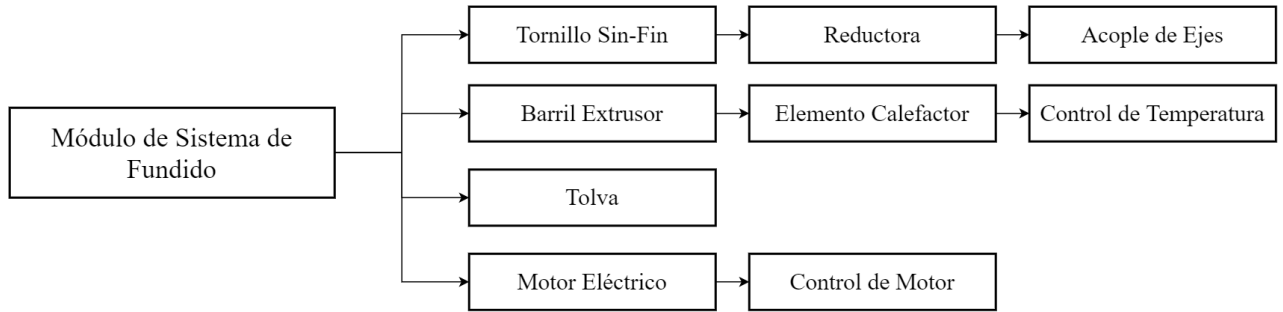 Tornillo Sin-Fin
Reductora
Acople de Ejes
Barril Extrusor
Elemento Calefactor
Control de Temperatura
Módulo de Sistema de
Fundido
Tolva
Motor Eléctrico
Control de Motor